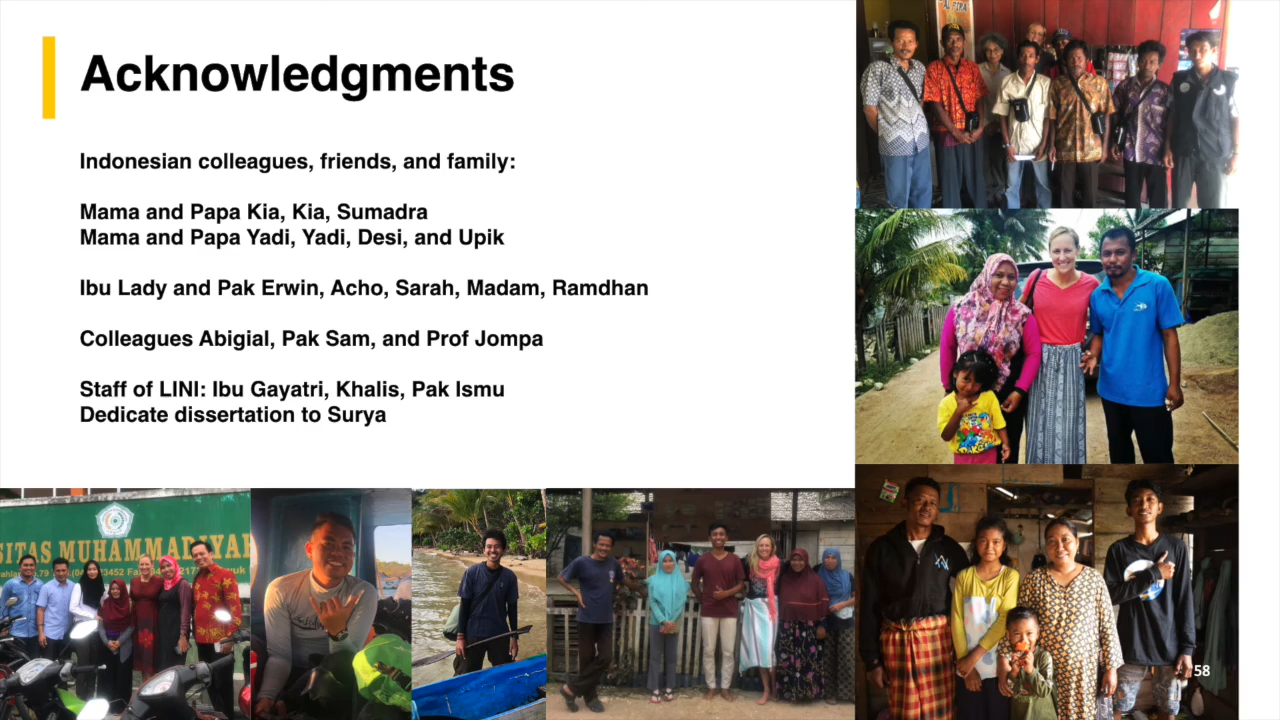 Acknowledgments
Indonesian colleagues, friends, and family:
Mama and Papa Kia, Kia, Sumadra
Mama and Papa Yadi, Yadi, Desi, and Upik
Ibu Lady and Pak Erwin, Acho, Sarah, Madam, Ramdhan
Colleagues Abigial, Pak Sam, and Prof Jompa
Staff of LINI: Ibu Gayatri, Khalis, Pak Ismu
Dedicate dissertation to Surya
SITAS MUHAMMADIYAH
58